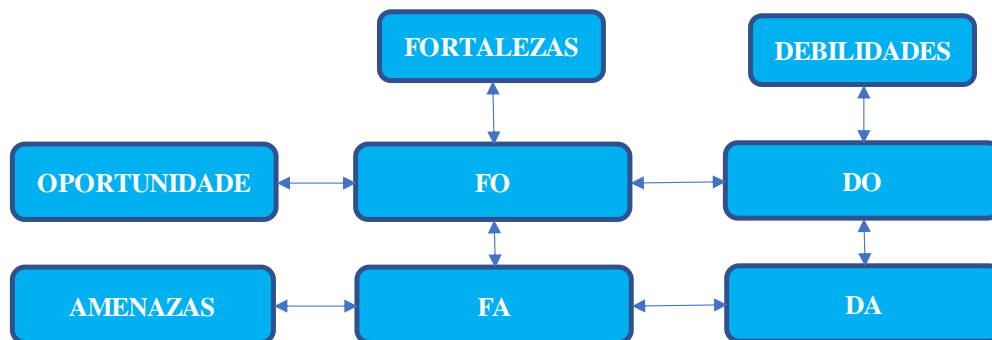 FORTALEZAS
DEBILIDADES
OPORTUNIDADE
FO
DO
AMENAZAS
FA
DA